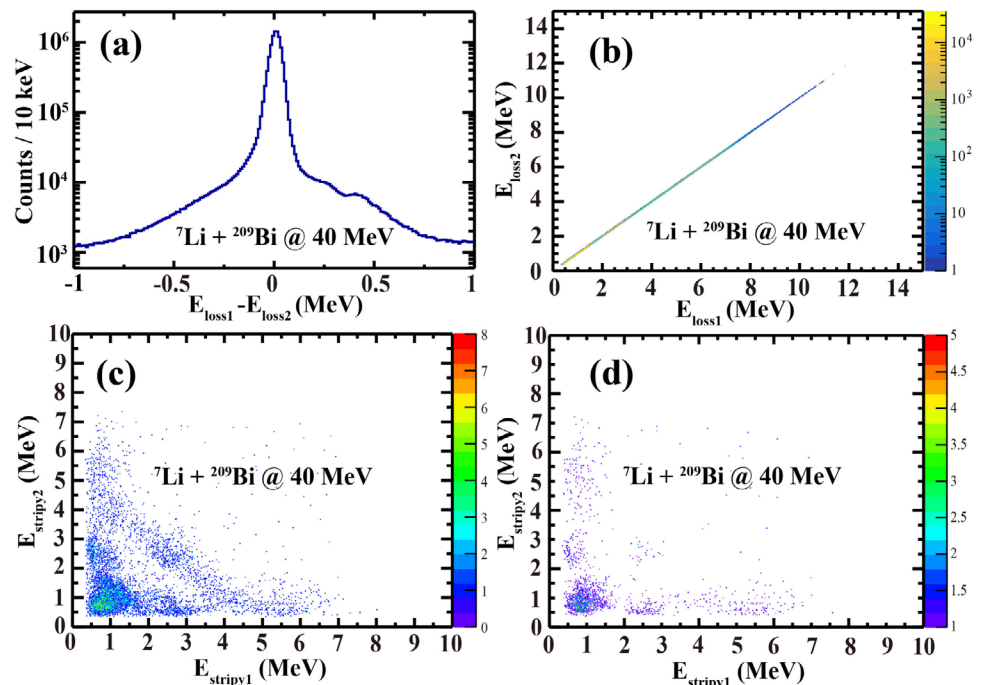 (a)
10⁶
10⁵
10⁴
10³
Counts / 10 keV
⁷Li + ²⁰⁹Bi @ 40 MeV
-1 -0.5 0 0.5 1
E_loss1-E_loss2 (MeV)
(b)
14
12
10
8
6
4
2
0
E_loss2 (MeV)
⁷Li + ²⁰⁹Bi @ 40 MeV
0 2 4 6 8 10 12 14
E_loss1 (MeV)
10⁴
10³
10²
10
1
(c)
10
9
8
7
6
5
4
3
2
1
0
E_stripy2 (MeV)
⁷Li + ²⁰⁹Bi @ 40 MeV
0 1 2 3 4 5 6 7 8 9 10
E_stripy1 (MeV)
8
7
6
5
4
3
2
1
0
(d)
10
9
8
7
6
5
4
3
2
1
0
E_stripy2 (MeV)
⁷Li + ²⁰⁹Bi @ 40 MeV
0 1 2 3 4 5 6 7 8 9 10
E_stripy1 (MeV)
5
4.5
4
3.5
3
2.5
2
1.5
1